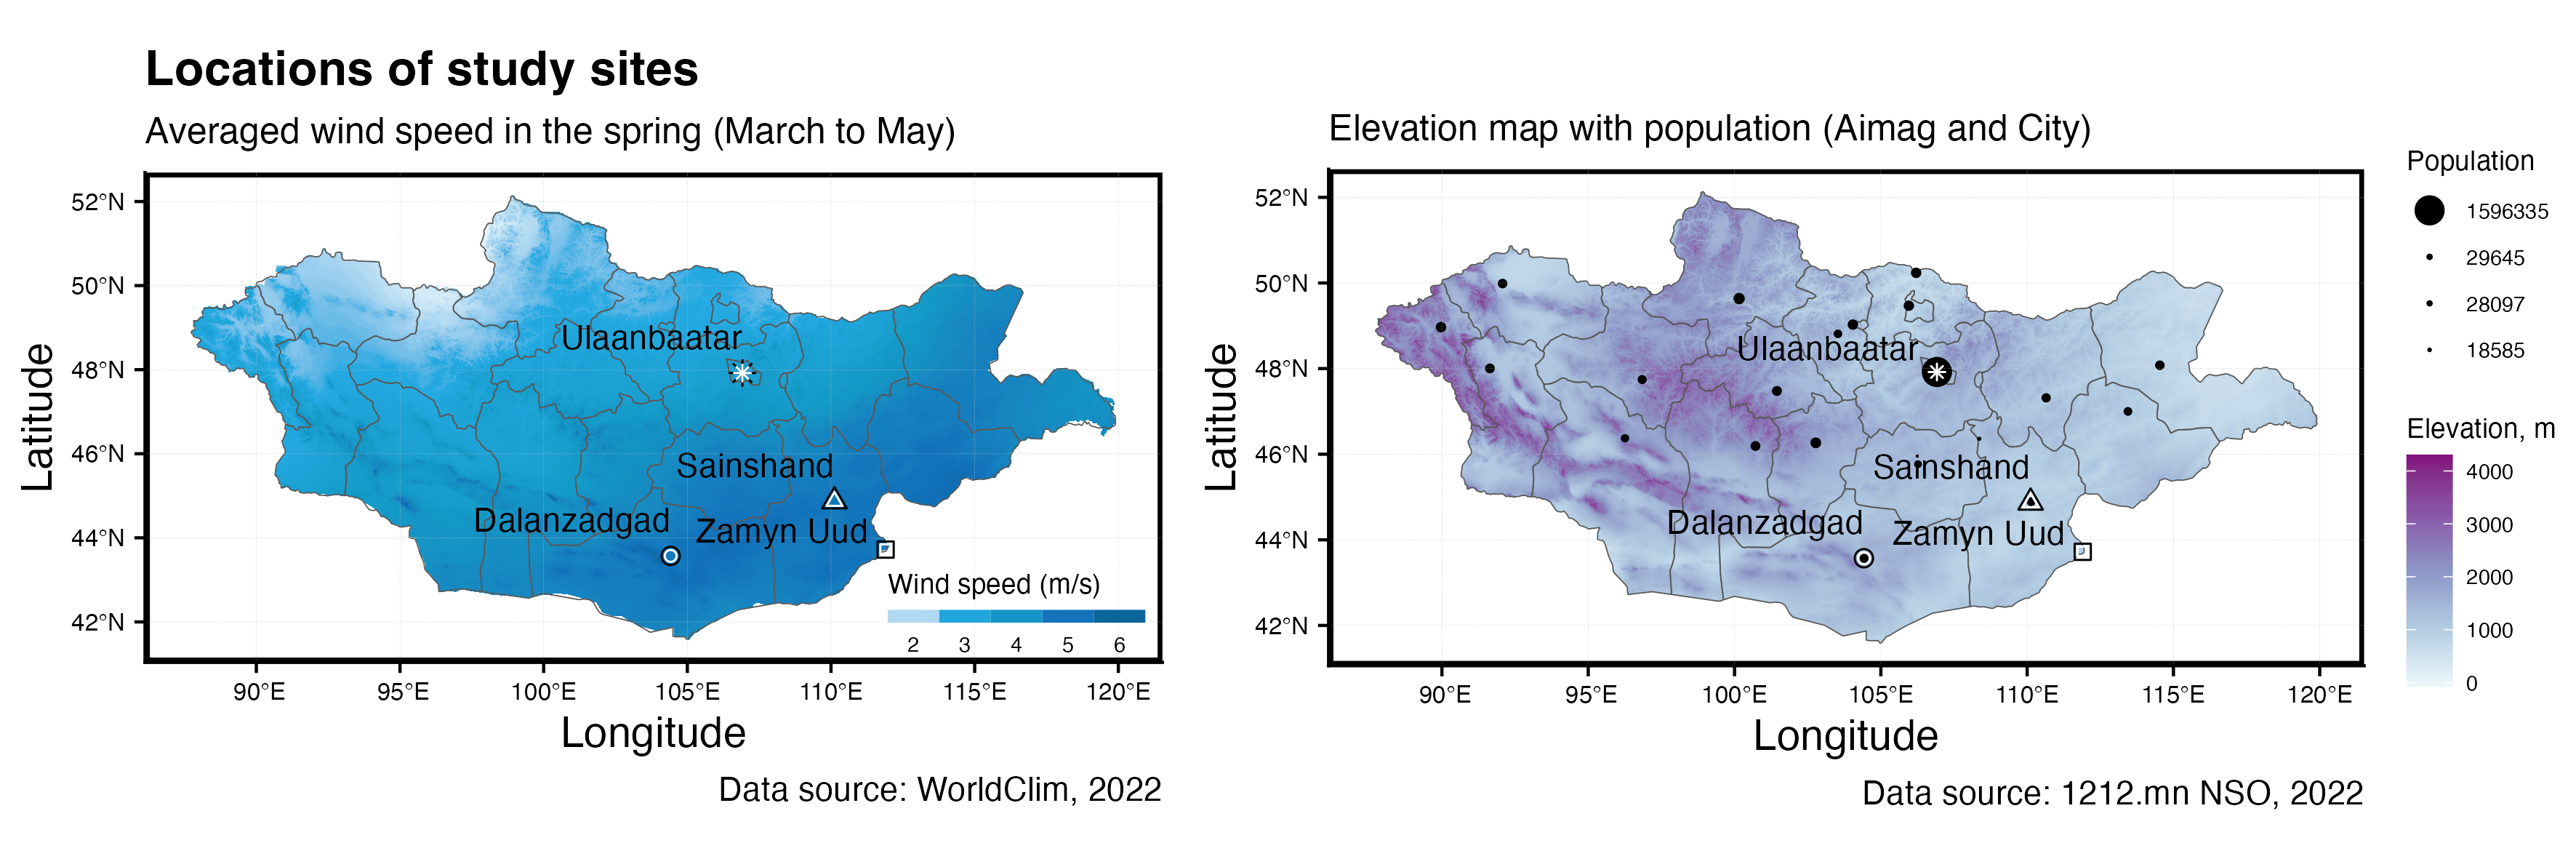 Locations of study sites
Averaged wind speed in the spring (March to May)
52°N
50°N
48°N
46°N
44°N
42°N
Latitude
Ulaanbaatar
Sainshand
Dalanzadgad
Zamyn Uud
Wind speed (m/s)
2 3 4 5 6
90°E 95°E 100°E 105°E 110°E 115°E 120°E
Longitude
Data source: WorldClim, 2022
Elevation map with population (Aimag and City)
52°N
50°N
48°N
46°N
44°N
42°N
Latitude
Ulaanbaatar
Sainshand
Dalanzadgad
Zamyn Uud
90°E 95°E 100°E 105°E 110°E 115°E 120°E
Longitude
Data source: 1212.mn NSO, 2022
Population
1596335
29645
28097
18585
Elevation, m
4000
3000
2000
1000
0